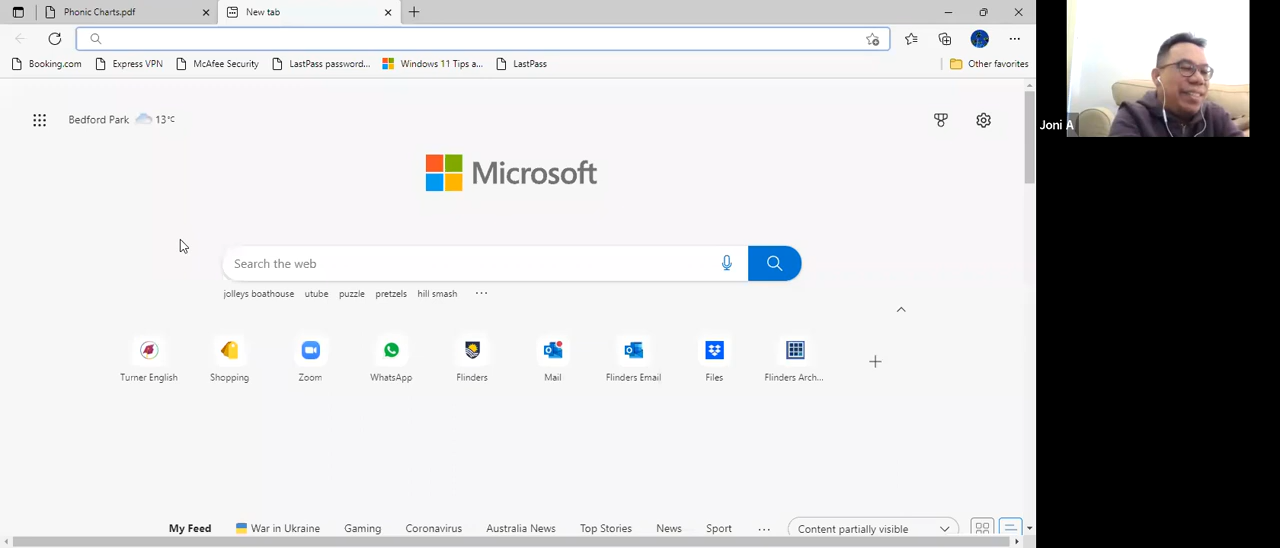 Phonic Charts.pdf
New tab
Booking.com
Express VPN
McAfee Security
LastPass password...
Windows 11 Tips a...
LastPass
Other favorites
Joni A
Bedford Park
13°C
Microsoft
Search the web
jolleys boathouse utube puzzle pretzels hill smash ...
Turner English
Shopping
Zoom
WhatsApp
Flinders
Mail
Flinders Email
Files
Flinders Arch...
My Feed
War in Ukraine
Gaming
Coronavirus
Australia News
Top Stories
News
Sport
...
Content partially visible